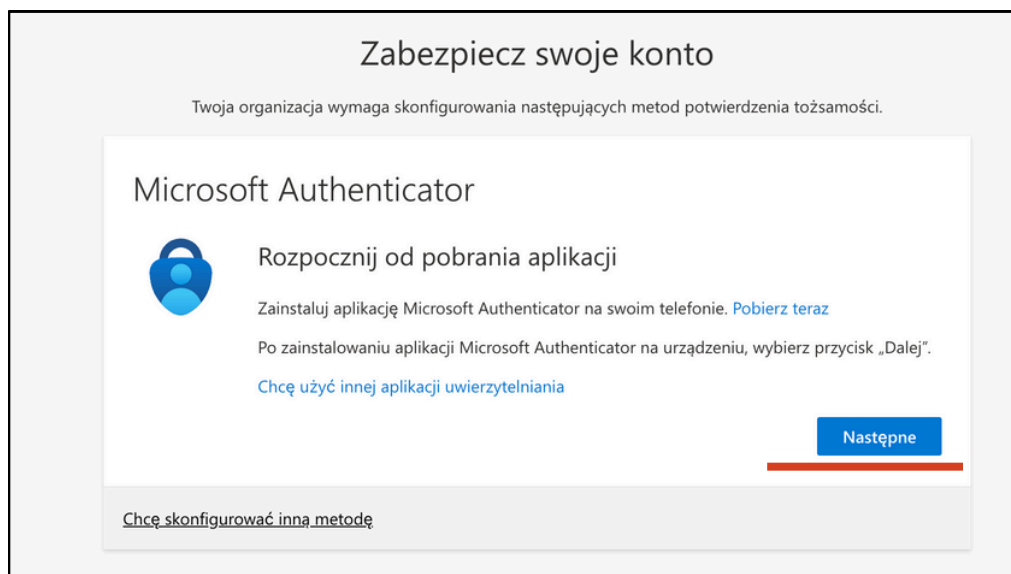 Zabezpiecz swoje konto
Twoja organizacja wymaga skonfigurowania następujących metod potwierdzenia tożsamości.
Microsoft Authenticator
Rozpocznij od pobrania aplikacji
Zainstaluj aplikację Microsoft Authenticator na swoim telefonie. Pobierz teraz
Po zainstalowaniu aplikacji Microsoft Authenticator na urządzeniu, wybierz przycisk „Dalej”.
Chcę użyć innej aplikacji uwierzytelniania
Następne
Chcę skonfigurować inną metodę